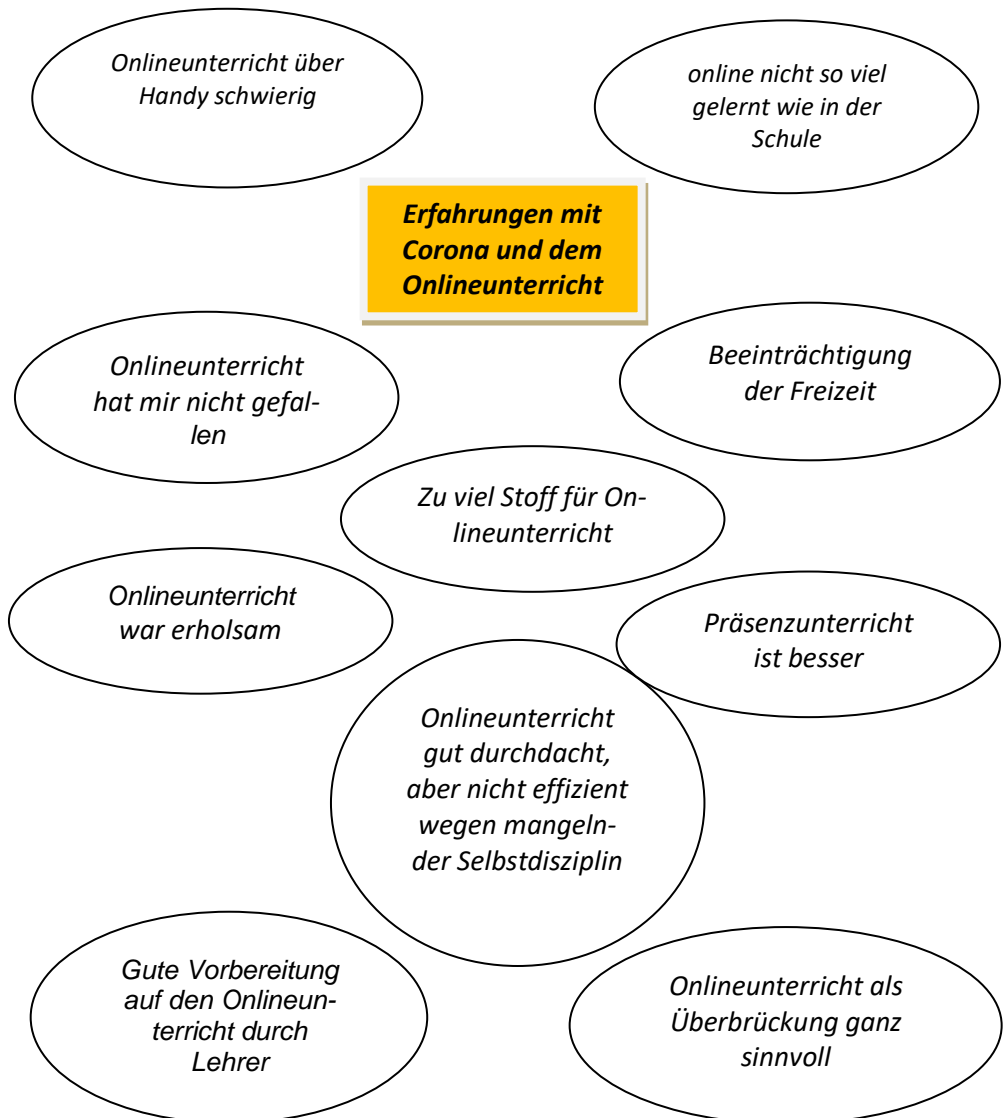 Onlineunterricht über
Handy schwierig
online nicht so viel
gelernt wie in der
Schule
Erfahrungen mit
Corona und dem
Onlineunterricht
Onlineunterricht
hat mir nicht gefal-
len
Beeinträchtigung
der Freizeit
Zu viel Stoff für On-
lineunterricht
Onlineunterricht
war erholsam
Präsenzunterricht
ist besser
Onlineunterricht
gut durchdacht,
aber nicht effizient
wegen mangeln-
der Selbstdisziplin
Gute Vorbereitung
auf den Onlineun-
terricht durch
Lehrer
Onlineunterricht als
Überbrückung ganz
sinnvoll